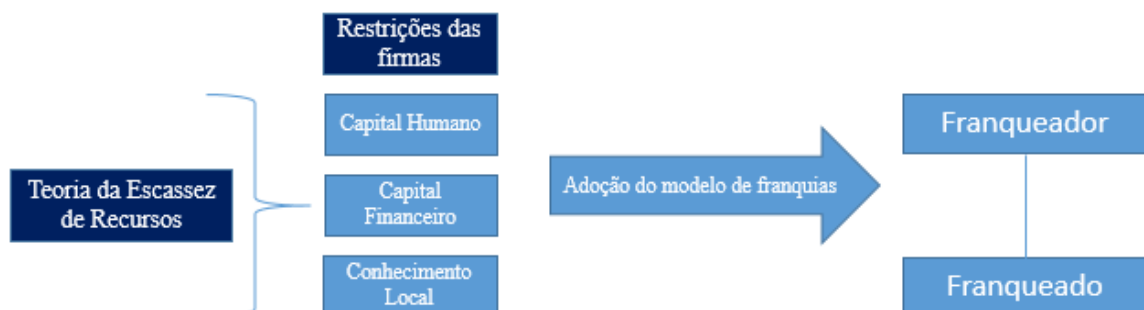 Restrições das
firmas
Capital Humano
Teoria da Escassez
de Recursos
Capital
Financeiro
Conhecimento
Local
Adoção do modelo de franquias
Franqueador
Franqueado